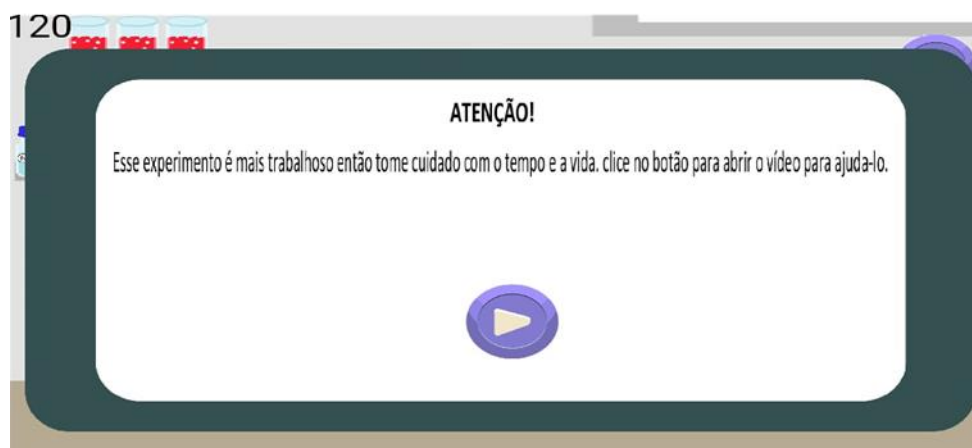 120
ATENÇÃO!
Esse experimento é mais trabalhoso então tome cuidado com o tempo e a vida. clice no botão para abrir o vídeo para ajuda-lo.